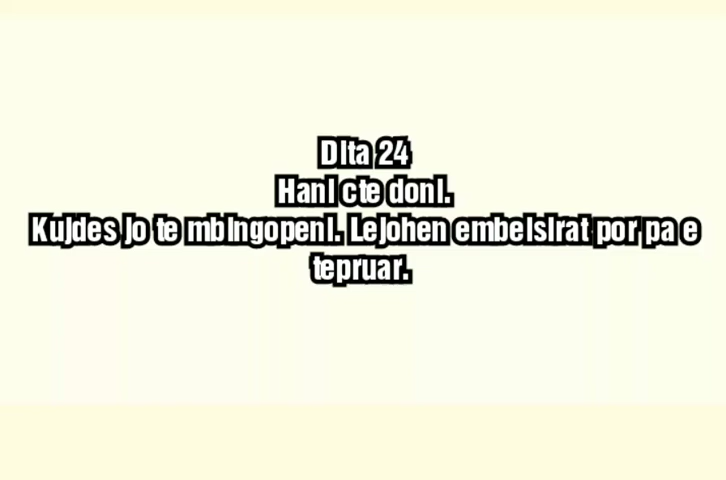 Dita 24
Hani cte doni.
Kujdes jo te mbingopeni. Lejohen embelsirat por pa e
tepruar.